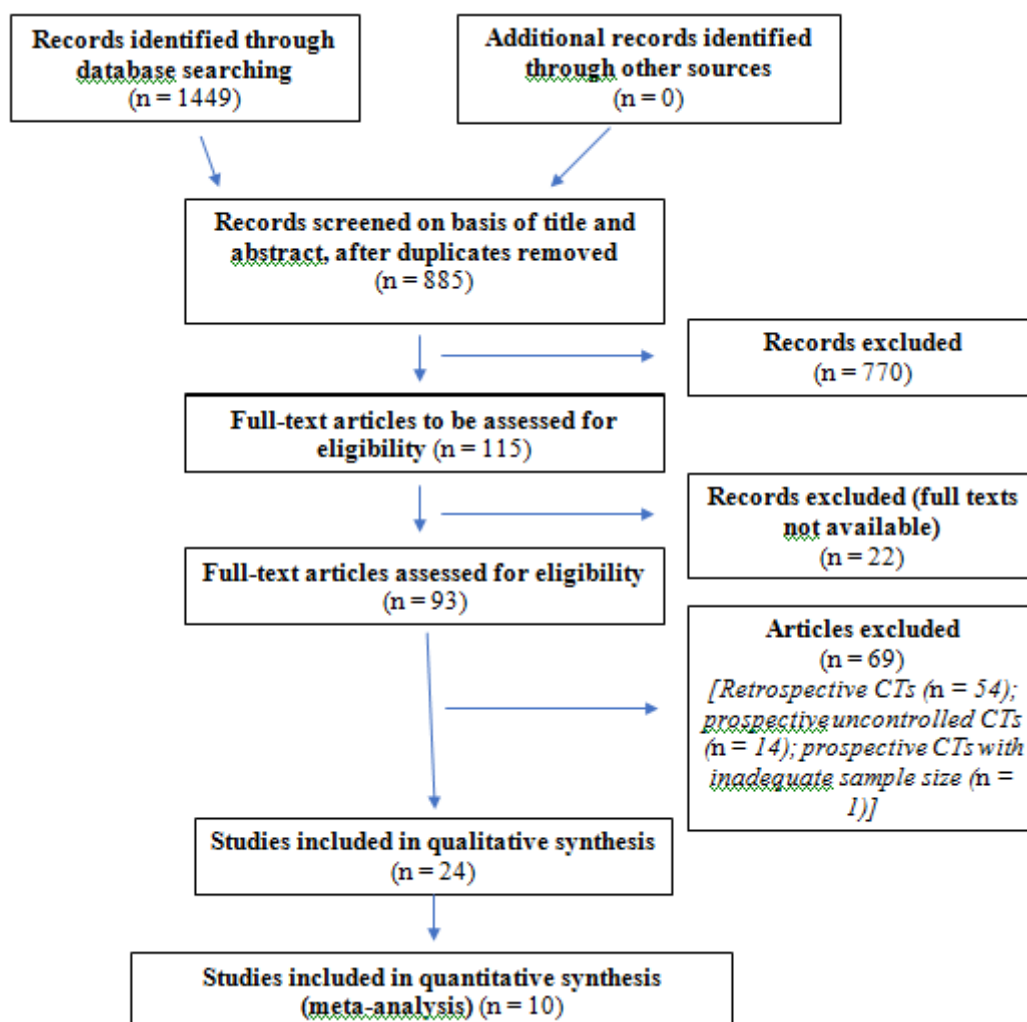 Records identified through
database searching
(n = 1449)
Additional records identified
through other sources
(n = 0)
Records screened on basis of title and
abstract, after duplicates removed
(n = 885)
Records excluded
(n = 770)
Full-text articles to be assessed for
eligibility (n = 115)
Records excluded (full texts
not available)
(n = 22)
Full-text articles assessed for eligibility
(n = 93)
Articles excluded
(n = 69)
[Retrospective CTs (n = 54);
prospective uncontrolled CTs
(n = 14); prospective CTs with
inadequate sample size (n =
1)]
Studies included in qualitative synthesis
(n = 24)
Studies included in quantitative synthesis
(meta-analysis) (n = 10)